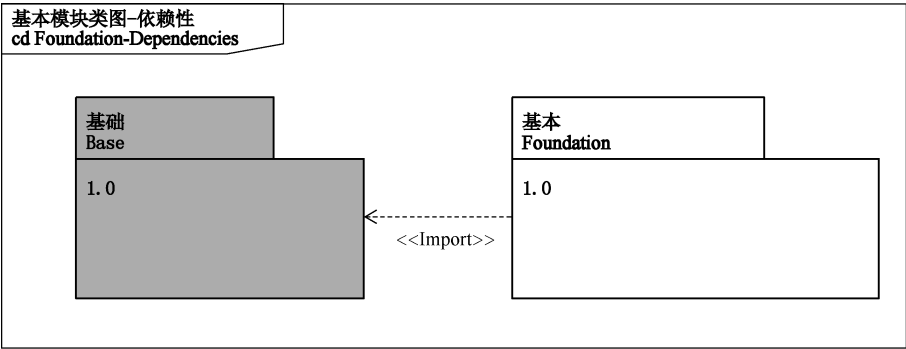 基本模块类图-依赖性
cd Foundation-Dependencies
基础
Base
1.0
基本
Foundation
1.0
<<Import>>